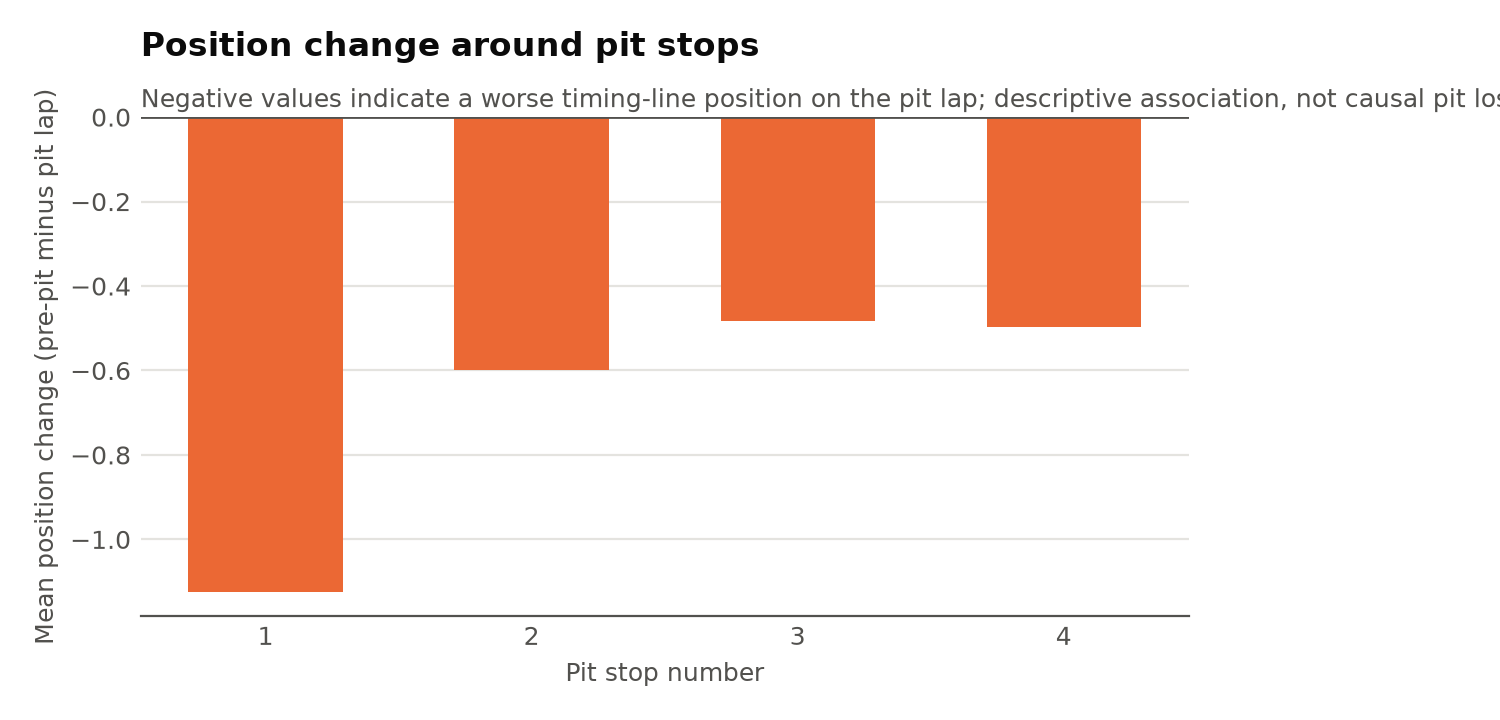 Position change around pit stops
Negative values indicate a worse timing-line position on the pit lap; descriptive association, not causal pit los
Mean position change (pre-pit minus pit lap)
0.0
−0.2
−0.4
−0.6
−0.8
−1.0
1 2 3 4
Pit stop number